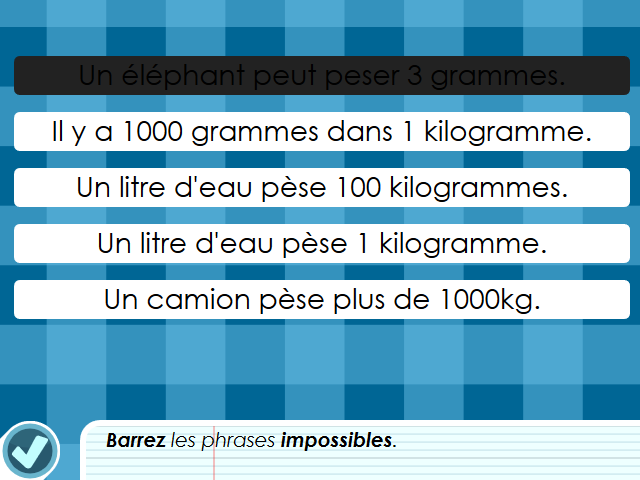 Un éléphant peut peser 3 grammes.
Il y a 1000 grammes dans 1 kilogramme.
Un litre d'eau pèse 100 kilogrammes.
Un litre d'eau pèse 1 kilogramme.
Un camion pèse plus de 1000kg.
Barrez les phrases impossibles.